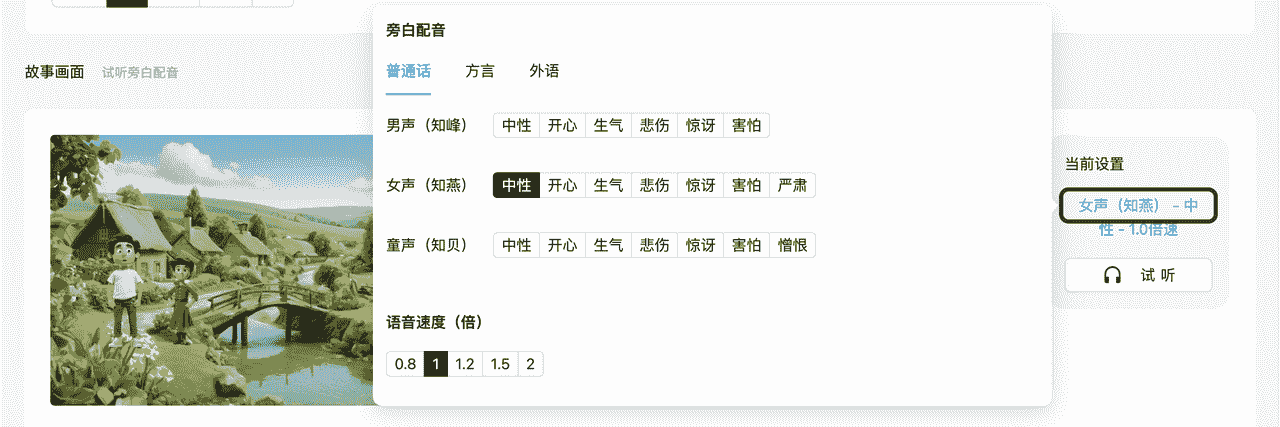 旁白配音
故事画面 试听旁白配音
普通话 方言 外语
男声（知峰） 中性 开心 生气 悲伤 惊讶 害怕
女声（知燕） 中性 开心 生气 悲伤 惊讶 害怕 严肃
童声（知贝） 中性 开心 生气 悲伤 惊讶 害怕 憎恨
语音速度（倍）
0.8 1 1.2 1.5 2
当前设置
女声（知燕） - 中
性 - 1.0倍速
试 听